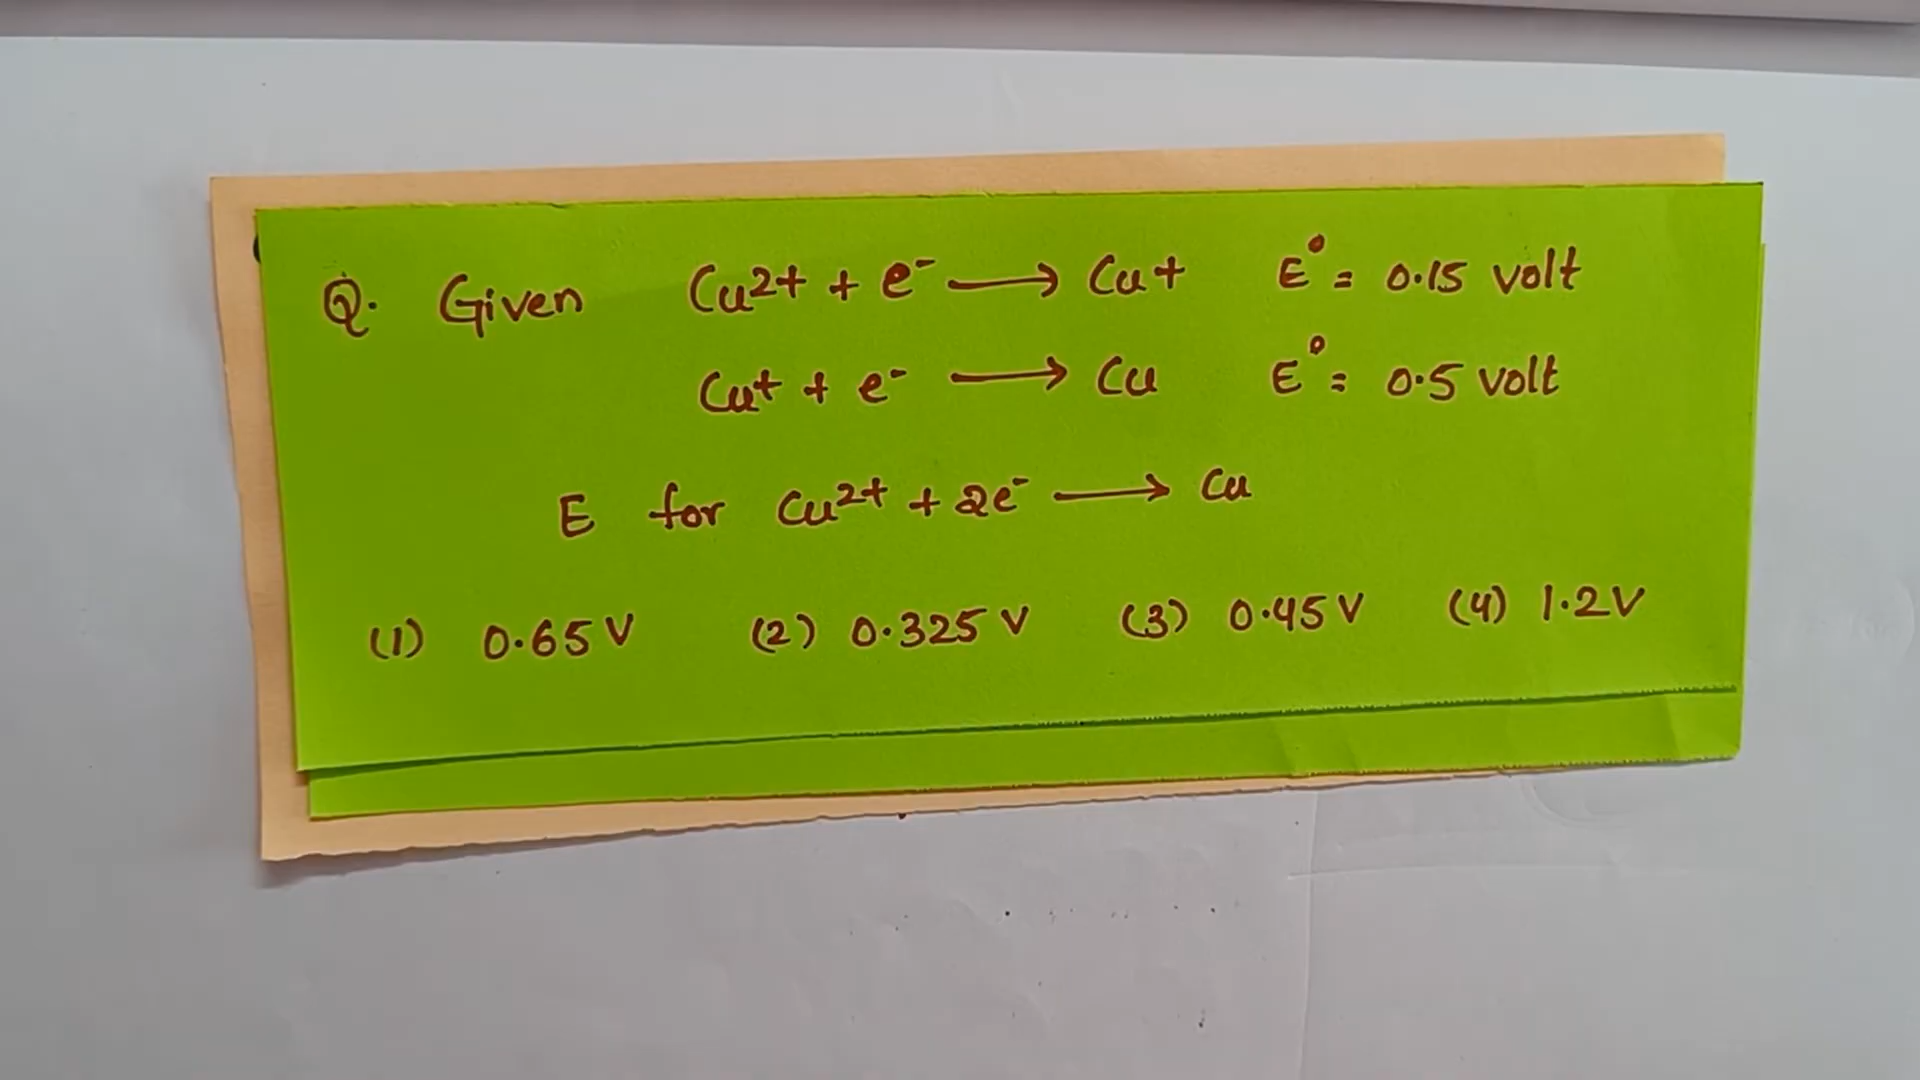 Q. Given Cu2+ + e- → Cu+ E° = 0.15 volt
Cu+ + e- → Cu E° = 0.5 volt
E for Cu2+ + 2e- → Cu
(1) 0.65 V (2) 0.325 V (3) 0.45 V (4) 1.2 V